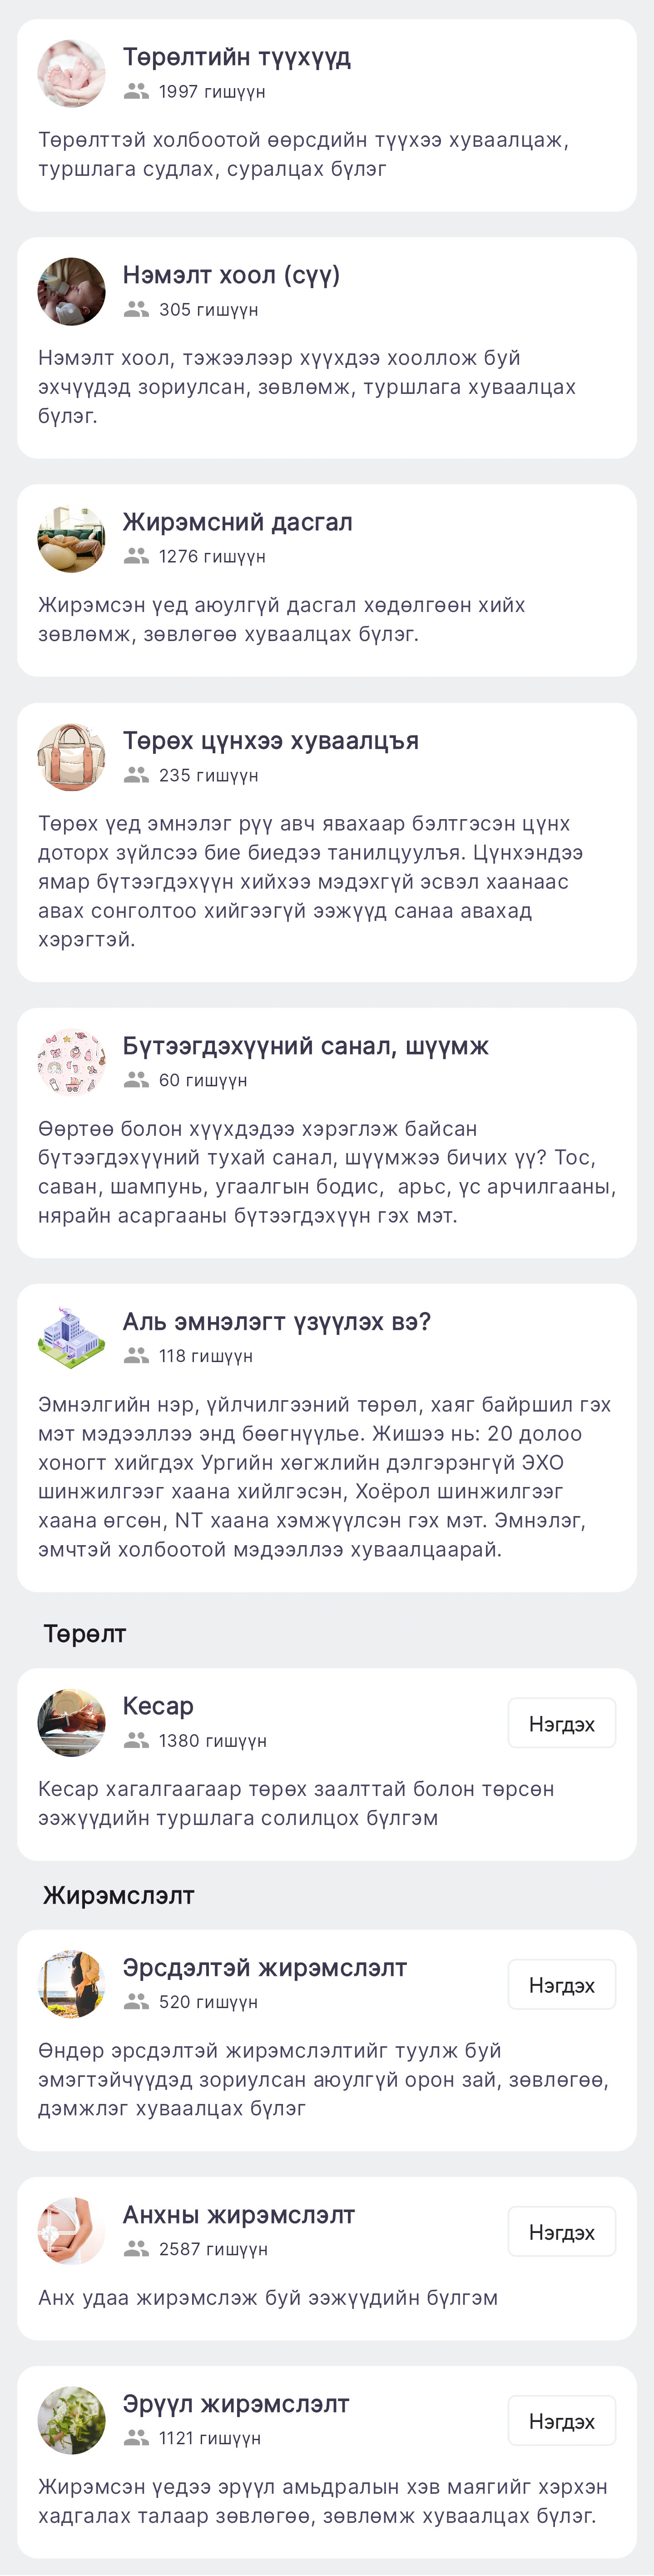 Төрөлтийн түүхүүд
1997 гишүүн
Төрөлттэй холбоотой өөрсдийн түүхээ хуваалцаж,
туршлага судлах, суралцах бүлэг
Нэмэлт хоол (сүү)
305 гишүүн
Нэмэлт хоол, тэжээлээр хүүхдээ хооллож буй
эхчүүдэд зориулсан, зөвлөмж, туршлага хуваалцах
бүлэг.
Жирэмсний дасгал
1276 гишүүн
Жирэмсэн үед аюулгүй дасгал хөдөлгөөн хийх
зөвлөмж, зөвлөгөө хуваалцах бүлэг.
Төрөх цүнхээ хуваалцъя
235 гишүүн
Төрөх үед эмнэлэг рүү авч явахаар бэлтгэсэн цүнх
доторх зүйлсээ бие биедээ танилцуулъя. Цүнхэндээ
ямар бүтээгдэхүүн хийхээ мэдэхгүй эсвэл хаанаас
авах сонголтоо хийгээгүй ээжүүд санаа авахад
хэрэгтэй.
Бүтээгдэхүүний санал, шүүмж
60 гишүүн
Өөртөө болон хүүхдэдээ хэрэглэж байсан
бүтээгдэхүүний тухай санал, шүүмжээ бичих үү? Тос,
саван, шампунь, угаалгын бодис,  арьс, үс арчилгааны,
нярайн асаргааны бүтээгдэхүүн гэх мэт.
Аль эмнэлэгт үзүүлэх вэ?
118 гишүүн
Эмнэлгийн нэр, үйлчилгээний төрөл, хаяг байршил гэх
мэт мэдээллээ энд бөөгнүүлье. Жишээ нь: 20 долоо
хоногт хийгдэх Ургийн хөгжлийн дэлгэрэнгүй ЭХО
шинжилгээг хаана хийлгэсэн, Хоёрол шинжилгээг
хаана өгсөн, NT хаана хэмжүүлсэн гэх мэт. Эмнэлэг,
эмчтэй холбоотой мэдээллээ хуваалцаарай.
Төрөлт
Кесар
1380 гишүүн
Нэгдэх
Кесар хагалгаагаар төрөх заалттай болон төрсөн
ээжүүдийн туршлага солилцох бүлгэм
Жирэмслэлт
Эрсдэлтэй жирэмслэлт
520 гишүүн
Нэгдэх
Өндөр эрсдэлтэй жирэмслэлтийг туулж буй
эмэгтэйчүүдэд зориулсан аюулгүй орон зай, зөвлөгөө,
дэмжлэг хуваалцах бүлэг
Анхны жирэмслэлт
2587 гишүүн
Нэгдэх
Анх удаа жирэмслэж буй ээжүүдийн бүлгэм
Эрүүл жирэмслэлт
1121 гишүүн
Нэгдэх
Жирэмсэн үедээ эрүүл амьдралын хэв маягийг хэрхэн
хадгалах талаар зөвлөгөө, зөвлөмж хуваалцах бүлэг.